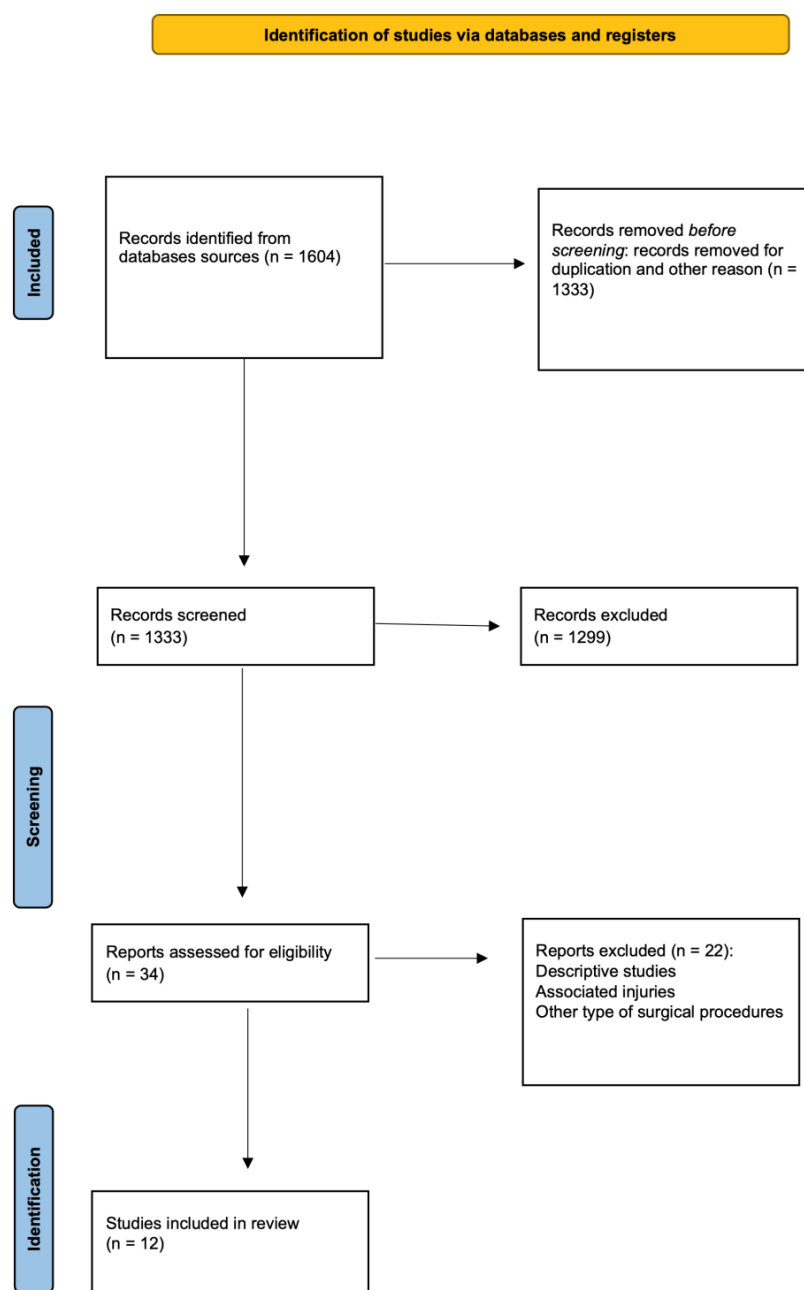 Identification of studies via databases and registers
Included
Records identified from
databases sources (n = 1604)
Records removed before
screening: records removed for
duplication and other reason (n =
1333)
Records screened
(n = 1333)
Records excluded
(n = 1299)
Screening
Reports assessed for eligibility
(n = 34)
Reports excluded (n = 22):
Descriptive studies
Associated injuries
Other type of surgical procedures
Identification
Studies included in review
(n = 12)